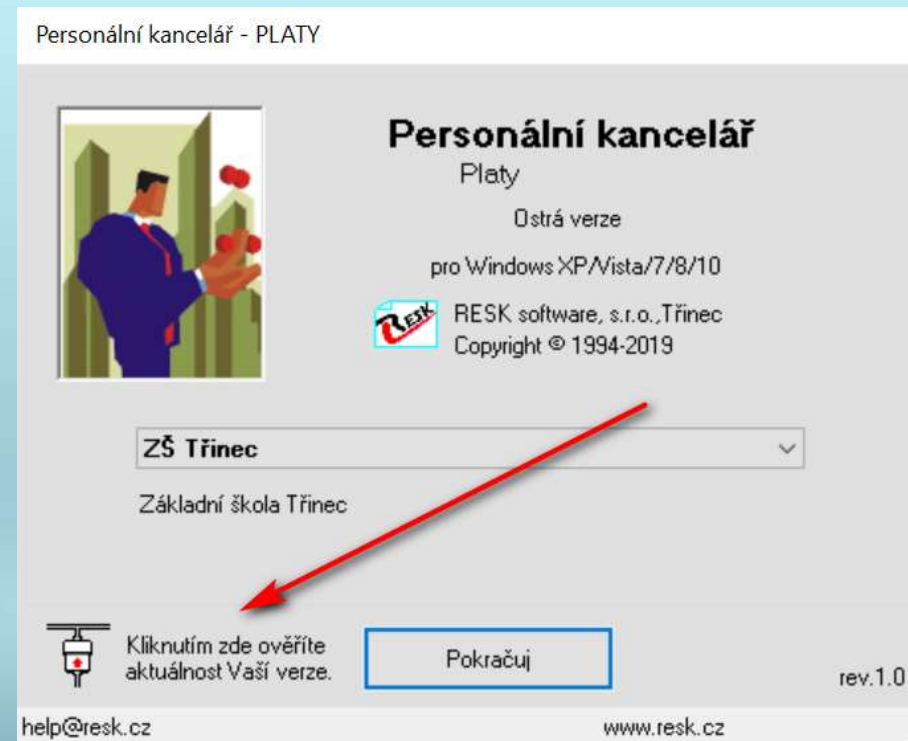 Personální kancelář - PLATY
Personální kancelář
Platy
Ostrá verze
pro Windows XP/Vista/7/8/10
RESK
RESK software, s.r.o.,Třinec
Copyright © 1994-2019
ZŠ Třinec
Základní škola Třinec
Kliknutím zde ověříte
aktuálnost Vaší verze.
Pokračuj
rev.1.0
help@resk.cz
www.resk.cz